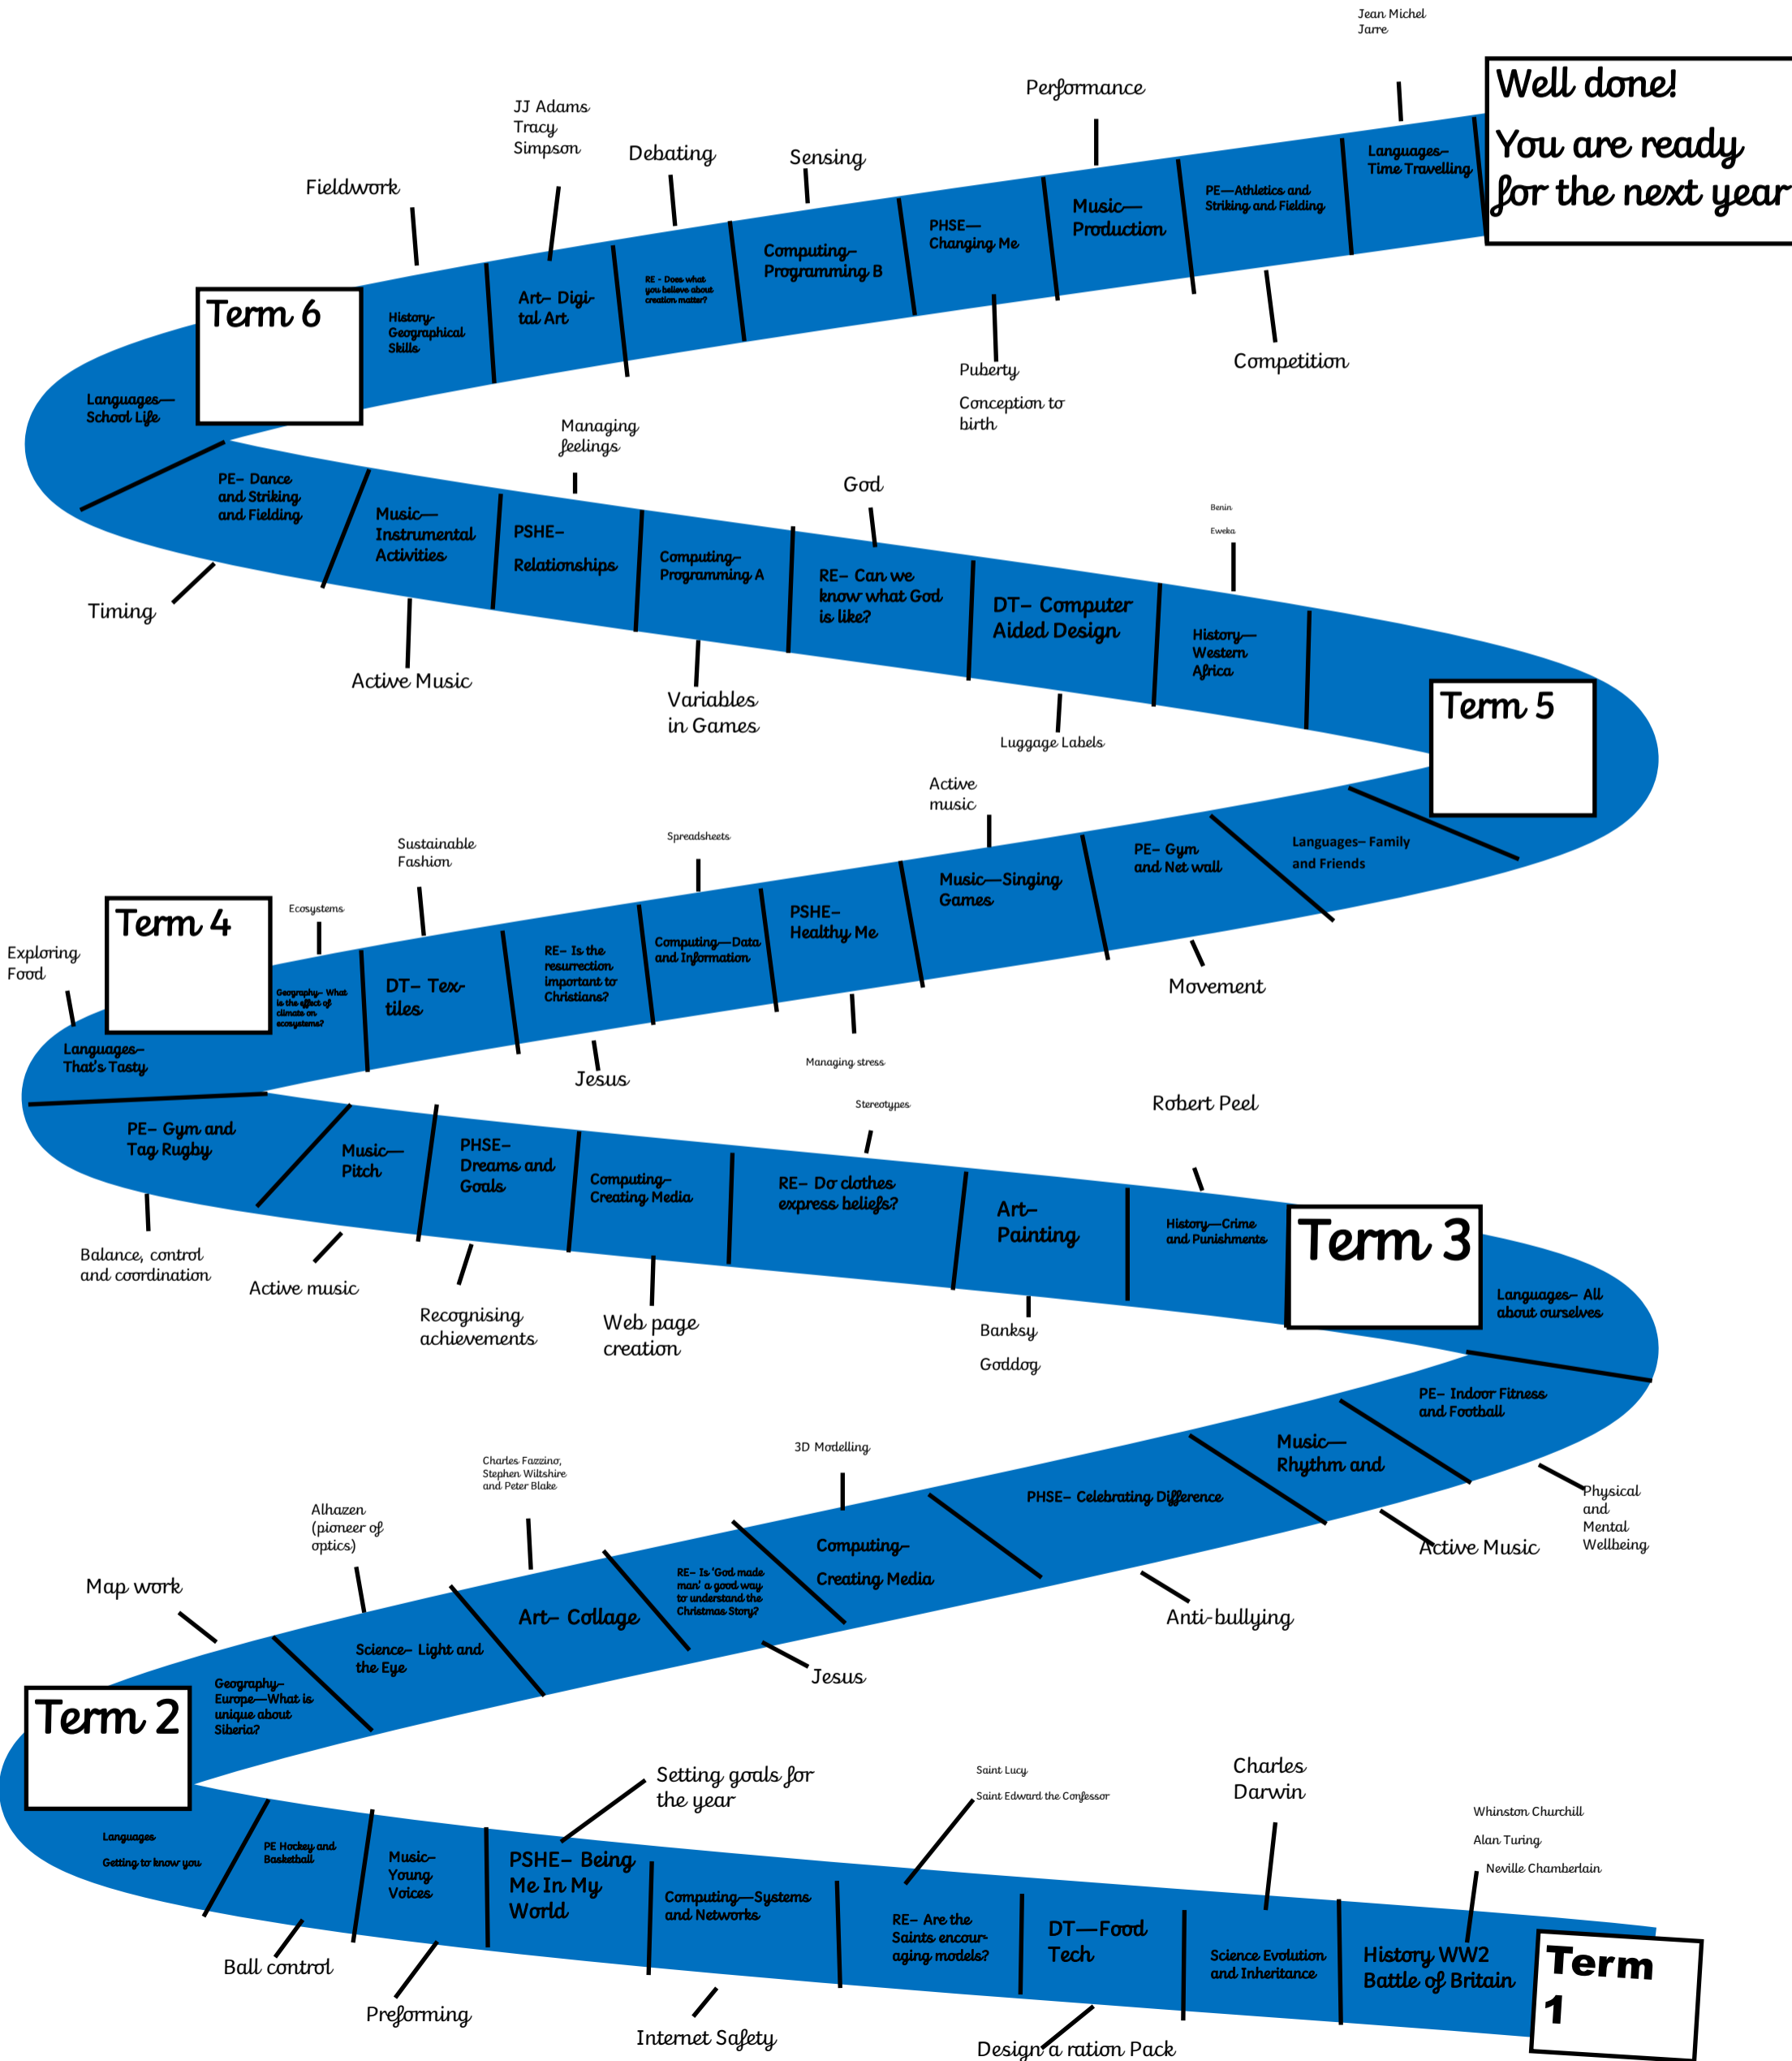 Jean Michel
Jarre
Well done!
You are ready
for the next year
Performance
JJ Adams
Tracy
Simpson
Debating
Sensing
Fieldwork
Languages–
Time Travelling
PE—Athletics and
Striking and Fielding
Music—
Production
PHSE—
Changing Me
Computing–
Programming B
RE - Does what
you believe about
creation matter?
Art– Digi-
tal Art
History-
Geographical
Skills
Term 6
Competition
Puberty
Conception to
birth
Languages—
School Life
Managing
feelings
God
Benin
Eweka
PE– Dance
and Striking
and Fielding
Music—
Instrumental
Activities
PSHE–
Relationships
Computing–
Programming A
RE– Can we
know what God
is like?
DT– Computer
Aided Design
History—
Western
Africa
Timing
Active Music
Variables
in Games
Luggage Labels
Term 5
Active
music
Spreadsheets
Sustainable
Fashion
Ecosystems
Term 4
Exploring
Food
Languages– Family
and Friends
PE– Gym
and Net wall
Music—Singing
Games
PSHE–
Healthy Me
Computing—Data
and Information
RE– Is the
resurrection
important to
Christians?
DT– Tex-
tiles
Geography– What
is the effect of
climate on
ecosystems?
Languages–
That's Tasty
Movement
Managing stress
Jesus
Stereotypes
Robert Peel
PE– Gym and
Tag Rugby
Music—
Pitch
PHSE–
Dreams and
Goals
Computing–
Creating Media
RE– Do clothes
express beliefs?
Art–
Painting
History—Crime
and Punishments
Term 3
Balance, control
and coordination
Active music
Recognising
achievements
Web page
creation
Banksy
Goddog
Languages– All
about ourselves
PE– Indoor Fitness
and Football
Music—
Rhythm and
PHSE– Celebrating Difference
3D Modelling
Charles Fazzino,
Stephen Wiltshire
and Peter Blake
Alhazen
(pioneer of
optics)
Map work
Computing–
Creating Media
RE– Is 'God made
man' a good way
to understand the
Christmas Story?
Art– Collage
Science– Light and
the Eye
Geography–
Europe—What is
unique about
Siberia?
Physical
and
Mental
Wellbeing
Active Music
Anti-bullying
Jesus
Term 2
Setting goals for
the year
Saint Lucy
Saint Edward the Confessor
Charles
Darwin
Whinston Churchill
Alan Turing
Neville Chamberlain
Languages
Getting to know you
PE Hockey and
Basketball
Music–
Young
Voices
PSHE– Being
Me In My
World
Computing—Systems
and Networks
RE– Are the
Saints encour-
aging models?
DT—Food
Tech
Science Evolution
and Inheritance
History WW2
Battle of Britain
Term
1
Ball control
Preforming
Internet Safety
Design a ration Pack